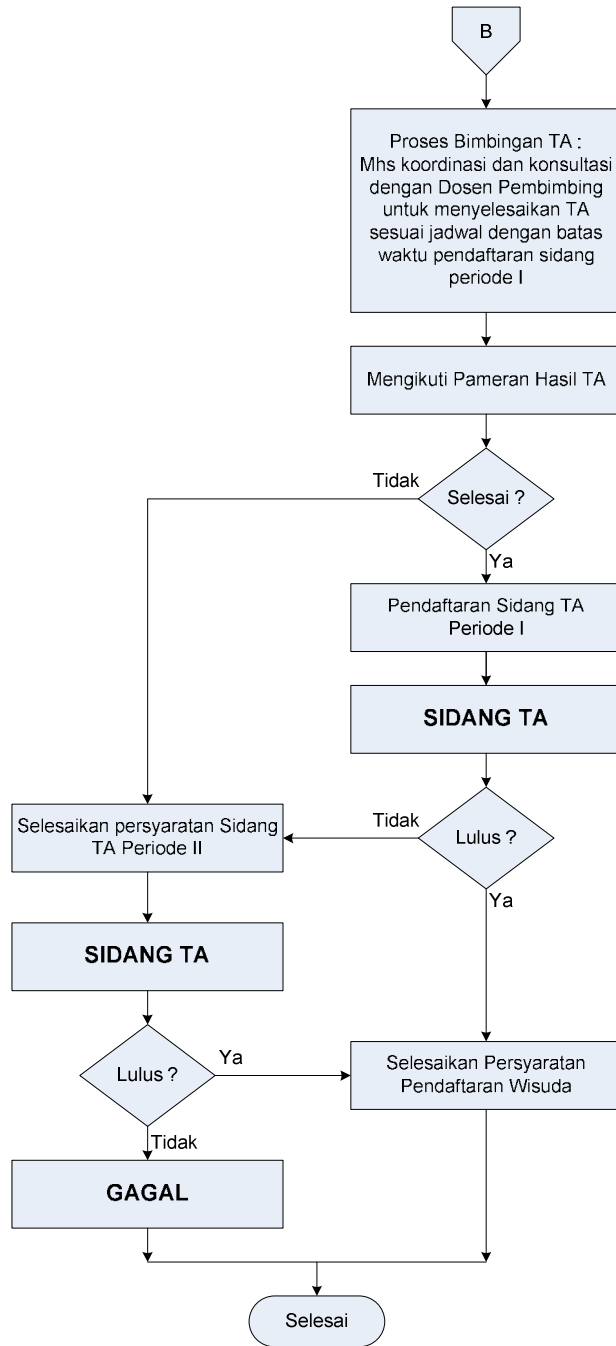 B
Proses Bimbingan TA :
Mhs koordinasi dan konsultasi
dengan Dosen Pembimbing
untuk menyelesaikan TA
sesuai jadwal dengan batas
waktu pendaftaran sidang
periode I
Mengikuti Pameran Hasil TA
Tidak
Selesai ?
Ya
Pendaftaran Sidang TA
Periode I
SIDANG TA
Selesaikan persyaratan Sidang
TA Periode II
Tidak
Lulus ?
Ya
SIDANG TA
Lulus ?
Ya
Selesaikan Persyaratan
Pendaftaran Wisuda
Tidak
GAGAL
Selesai